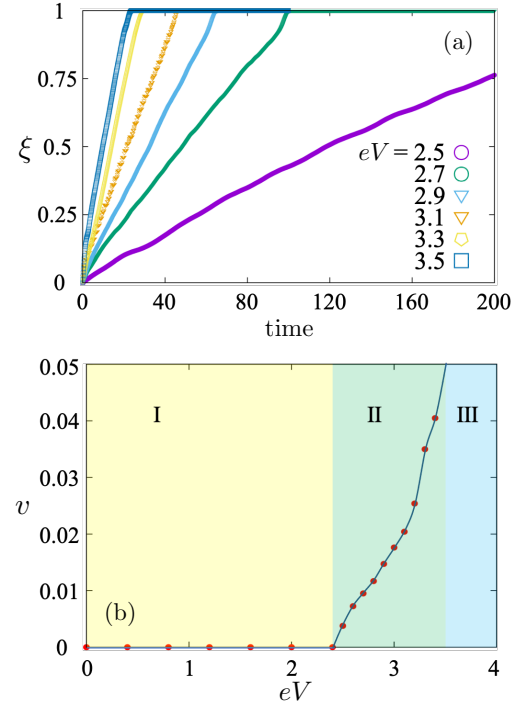 1
(a)
0.75
ξ
0.5
eV = 2.5
2.7
0.25
2.9
3.1
3.3
3.5
0
0 40 80 120 160 200
time
0.05
I II III
0.04
0.03
v
0.02
0.01
(b)
0
0 1 2 3 4
eV